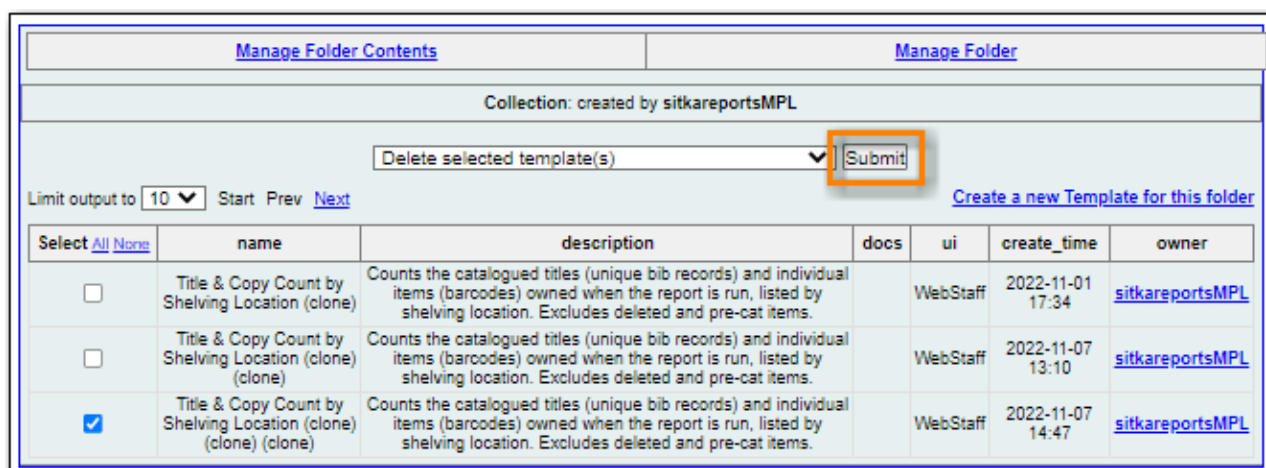 Manage Folder Contents Manage Folder
Collection: created by sitkareportsMPL
Delete selected template(s) Submit
Limit output to 10 Start Prev Next Create a new Template for this folder
Select All None name description docs ui create_time owner
Title & Copy Count by Shelving Location (clone)
Counts the catalogued titles (unique bib records) and individual
items (barcodes) owned when the report is run, listed by
shelving location. Excludes deleted and pre-cat items.
WebStaff
2022-11-01
17:34
sitkareportsMPL
Title & Copy Count by
Shelving Location (clone)
(clone)
Counts the catalogued titles (unique bib records) and individual
items (barcodes) owned when the report is run, listed by
shelving location. Excludes deleted and pre-cat items.
WebStaff
2022-11-07
13:10
sitkareportsMPL
Title & Copy Count by
Shelving Location (clone)
(clone) (clone)
Counts the catalogued titles (unique bib records) and individual
items (barcodes) owned when the report is run, listed by
shelving location. Excludes deleted and pre-cat items.
WebStaff
2022-11-07
14:47
sitkareportsMPL